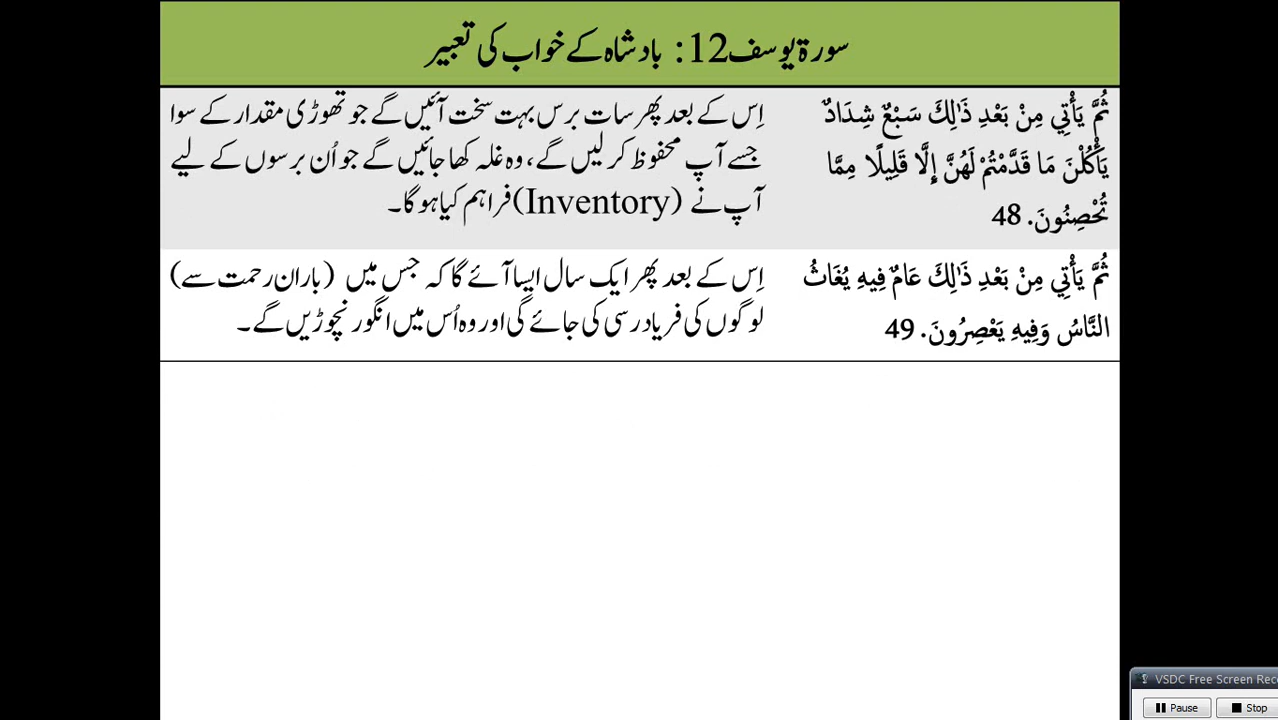 سورۃ یوسف12: بادشاہ کے خواب کی تعبیر
ثُمَّ يَأْتِي مِنْ بَعْدِ ذَالِكَ سَبْعٌ شِدَادٌ
يَأْكُلْنَ مَا قَدَّمْتُمْ لَهُنَّ إِلَّا قَلِيلًا مِمَّا
تُحْصِنُونَ. 48
اِس کے بعد پھر سات برس بہت سخت آئیں گے جو تھوڑی مقدار کے سوا
جسے آپ محفوظ کر لیں گے، وہ غلہ کھا جائیں گے جو اُن برسوں کے لیے
آپ نے (Inventory) فراہم کیا ہو گا۔
ثُمَّ يَأْتِي مِنْ بَعْدِ ذَالِكَ عَامٌ فِيهِ يُغَاثُ
النَّاسُ وَفِيهِ يَعْصِرُونَ. 49
اِس کے بعد پھر ایک سال ایسا آئے گا کہ جس میں (باران رحمت سے)
لوگوں کی فریاد رسی کی جائے گی اور وہ اُس میں انگور نچوڑیں گے۔
VSDC Free Screen Rec
Pause Stop